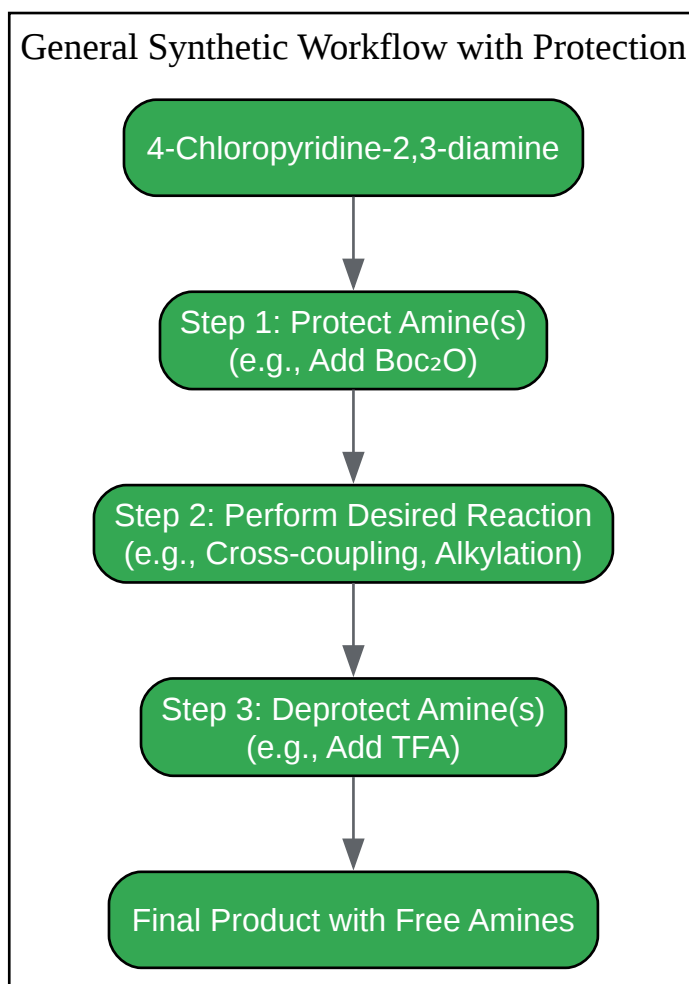 General Synthetic Workflow with Protection
4-Chloropyridine-2,3-diamine
Step 1: Protect Amine(s)
(e.g., Add Boc₂O)
Step 2: Perform Desired Reaction
(e.g., Cross-coupling, Alkylation)
Step 3: Deprotect Amine(s)
(e.g., Add TFA)
Final Product with Free Amines